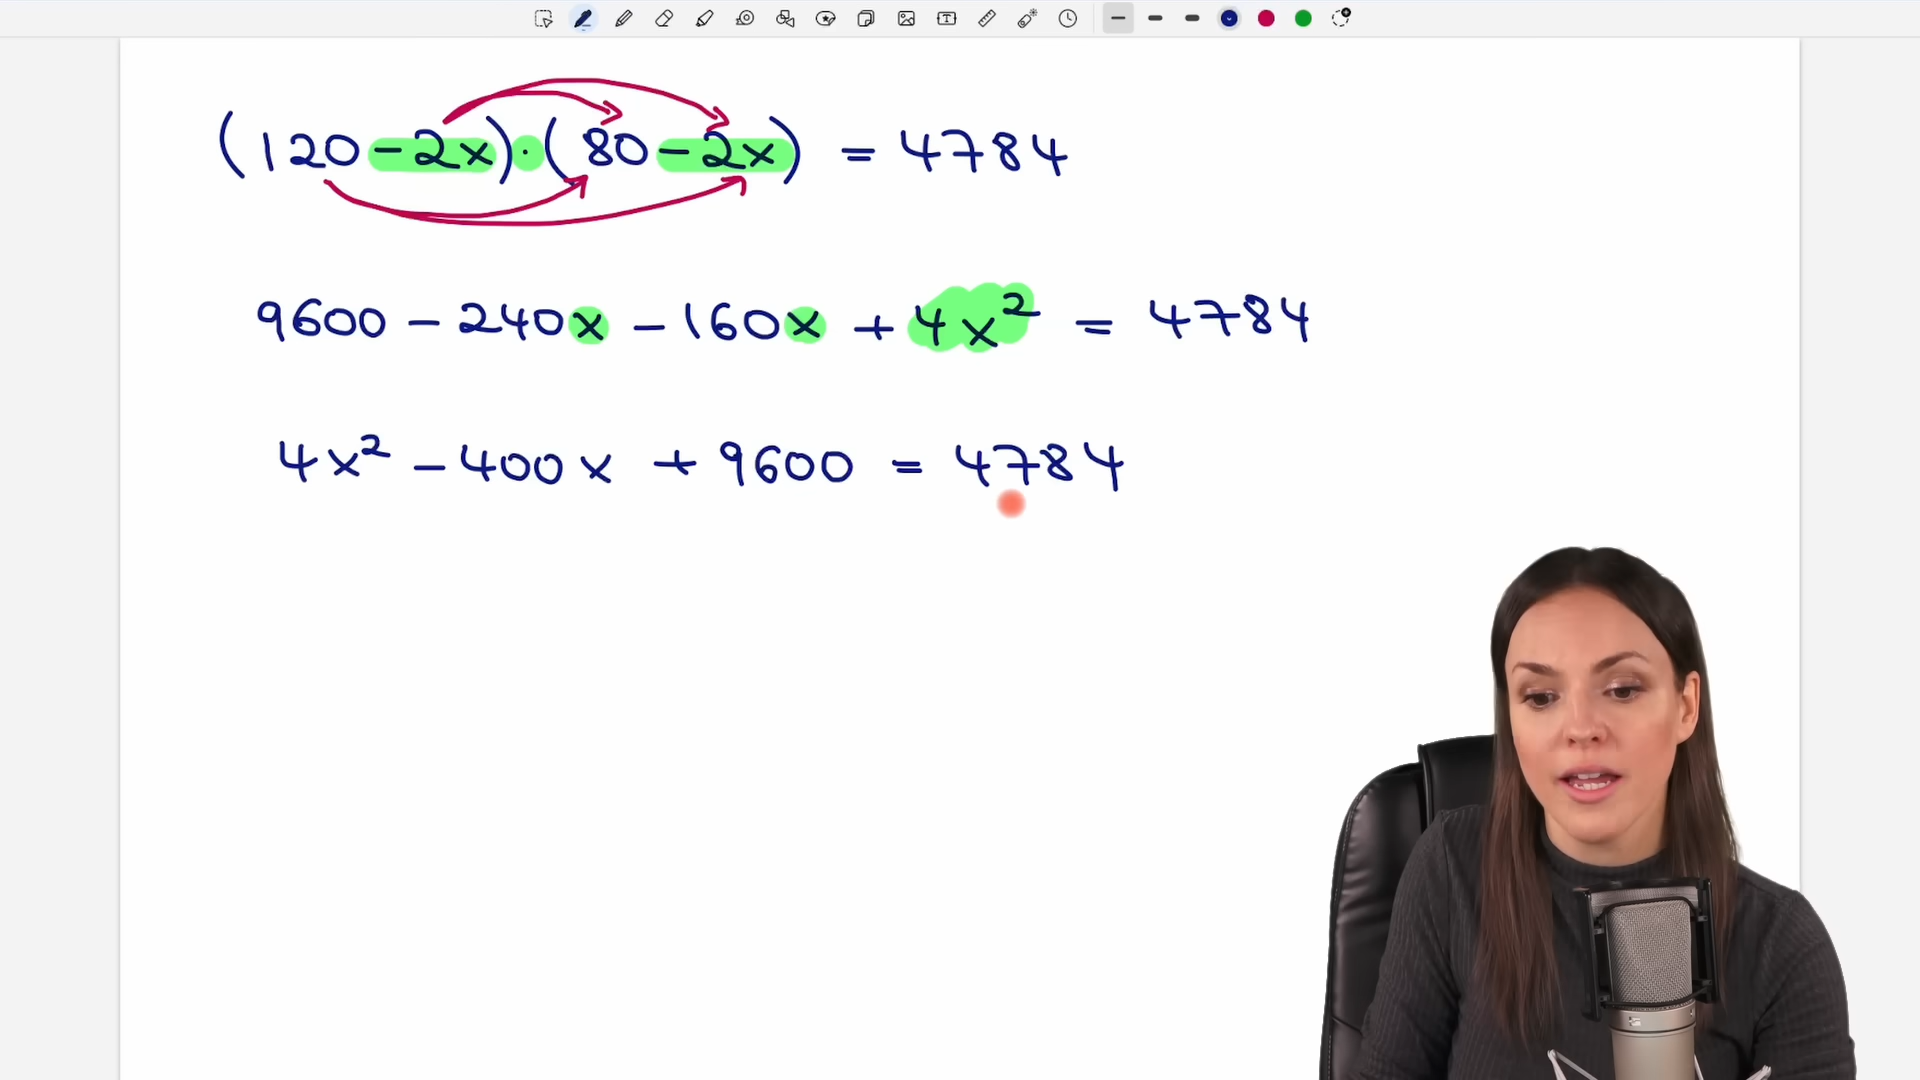 (120 - 2x) · (80 - 2x) = 4784
9600 - 240x - 160x + 4x² = 4784
4x² - 400x + 9600 = 4784